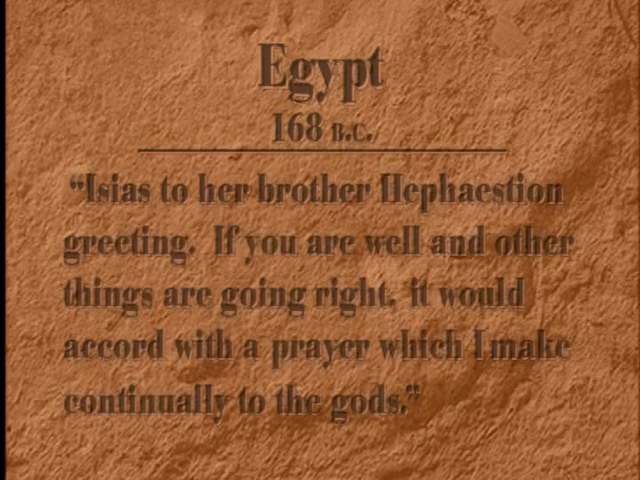 Egypt
168 B.C.
“Isias to her brother Hephaestion
greeting. If you are well and other
things are going right, it would
accord with a prayer which I make
continually to the gods.”